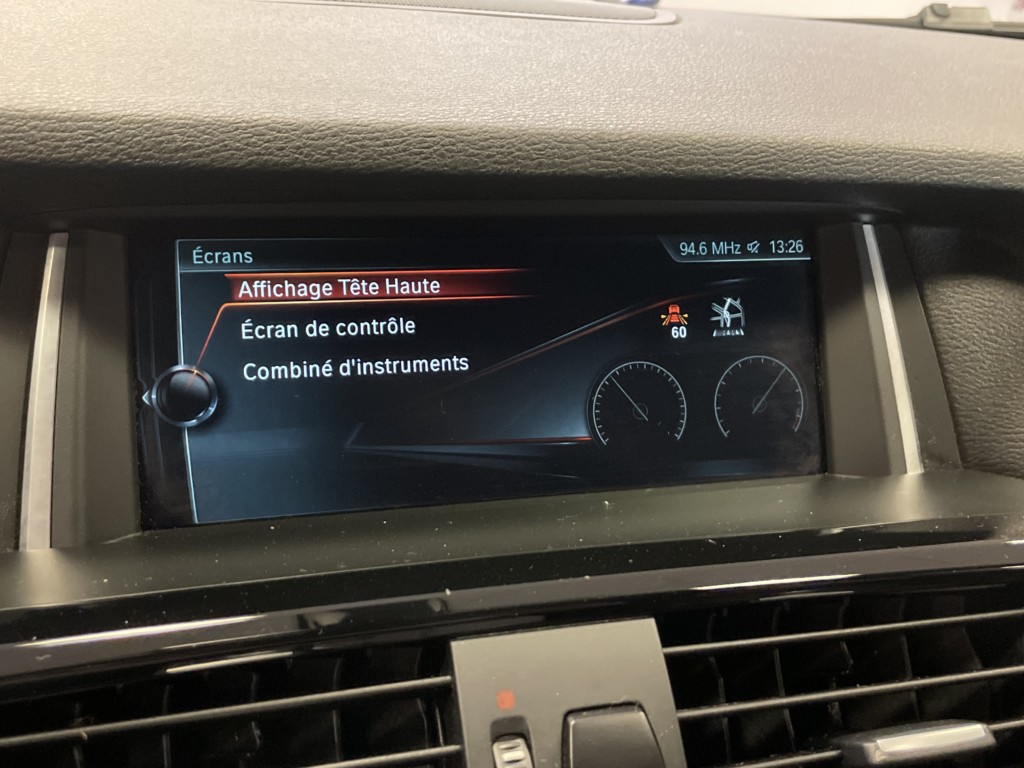 Écrans
94.6 MHz 13:26
Affichage Tête Haute
Écran de contrôle
Combiné d'instruments
60